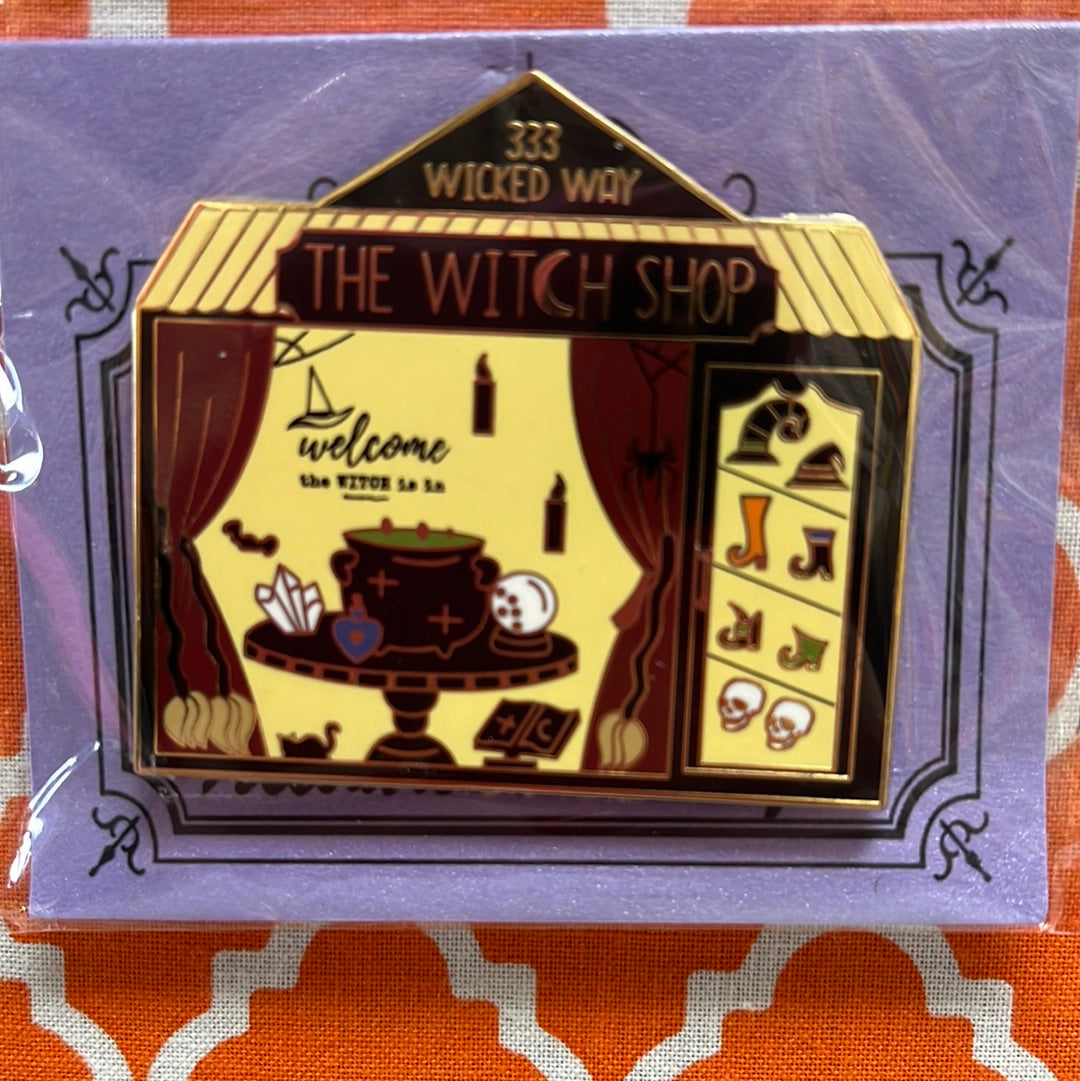 333
WICKED WAY
THE WITCH SHOP
welcome
the WITCH is in